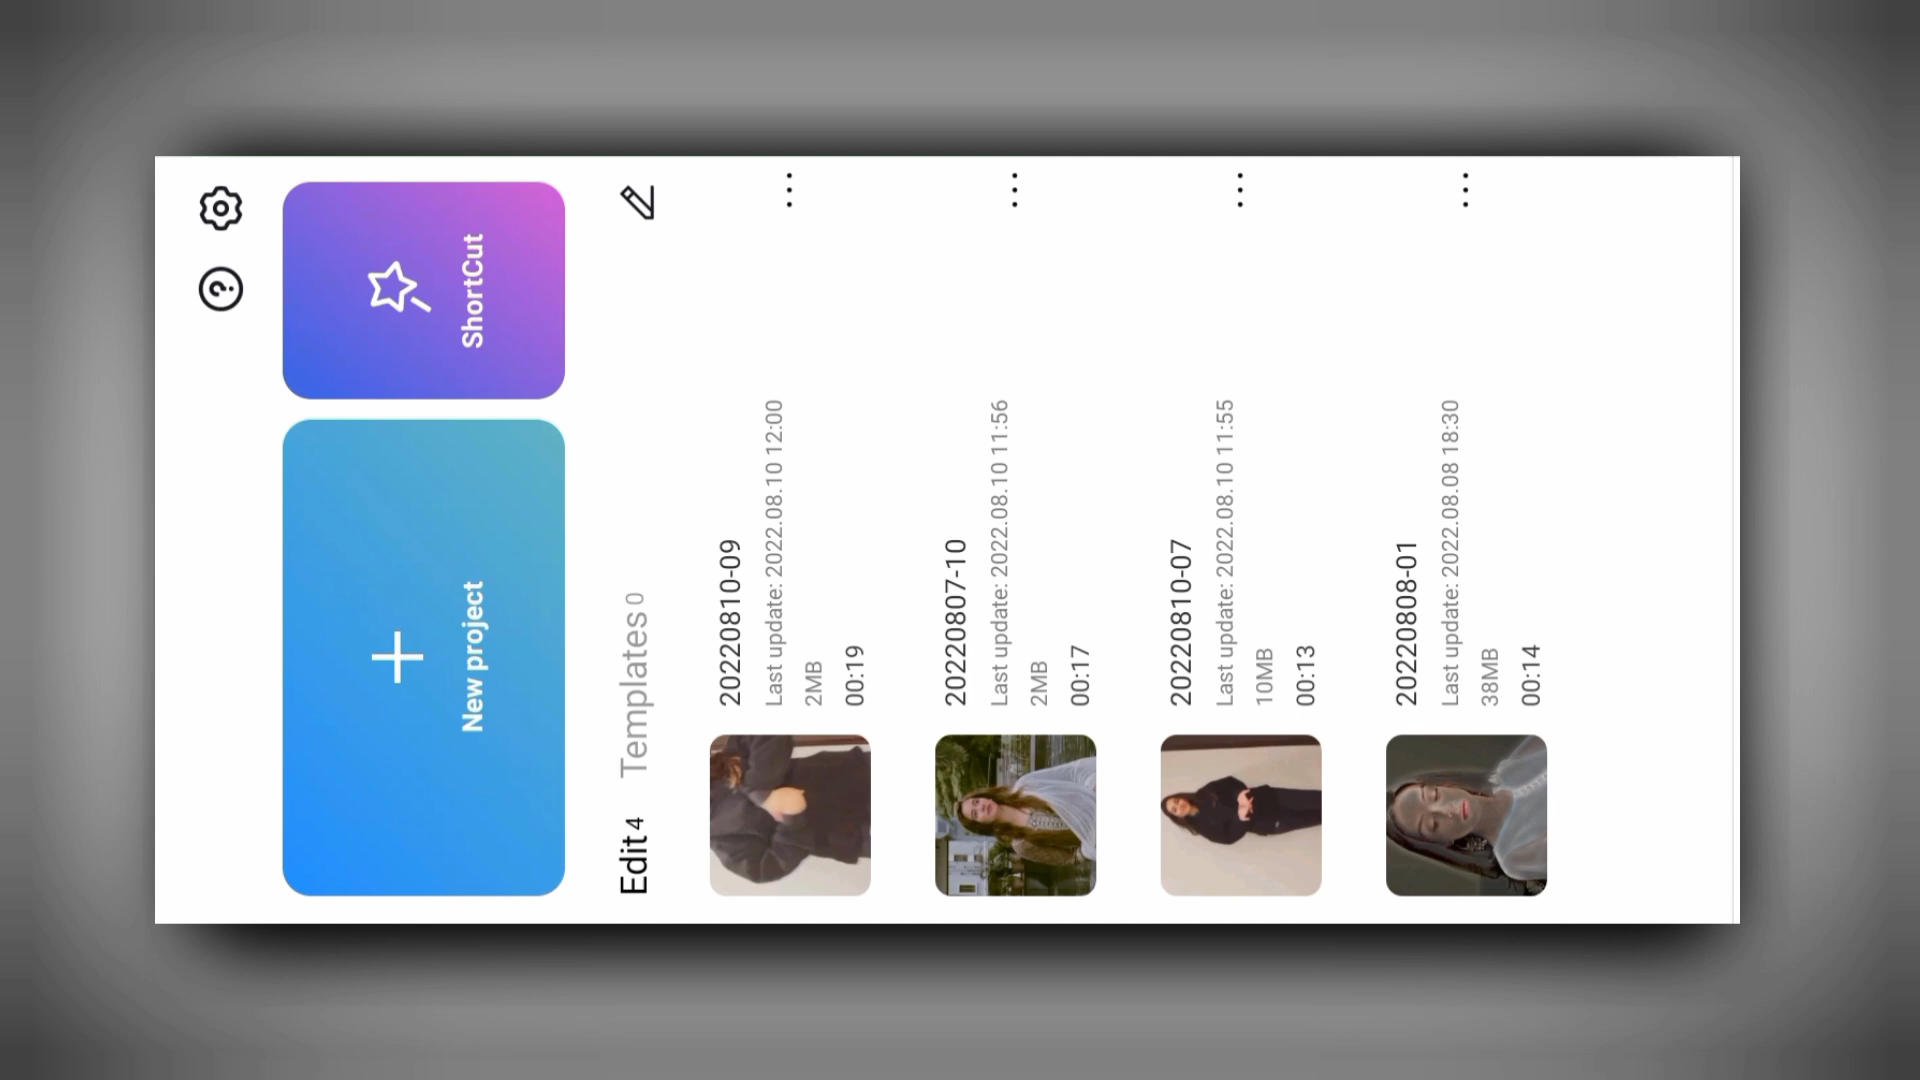 New project
ShortCut
Edit 4
Templates 0
20220810-09
Last update: 2022.08.10 12:00
2MB
00:19
20220807-10
Last update: 2022.08.10 11:56
2MB
00:17
20220810-07
Last update: 2022.08.10 11:55
10MB
00:13
20220808-01
Last update: 2022.08.08 18:30
38MB
00:14